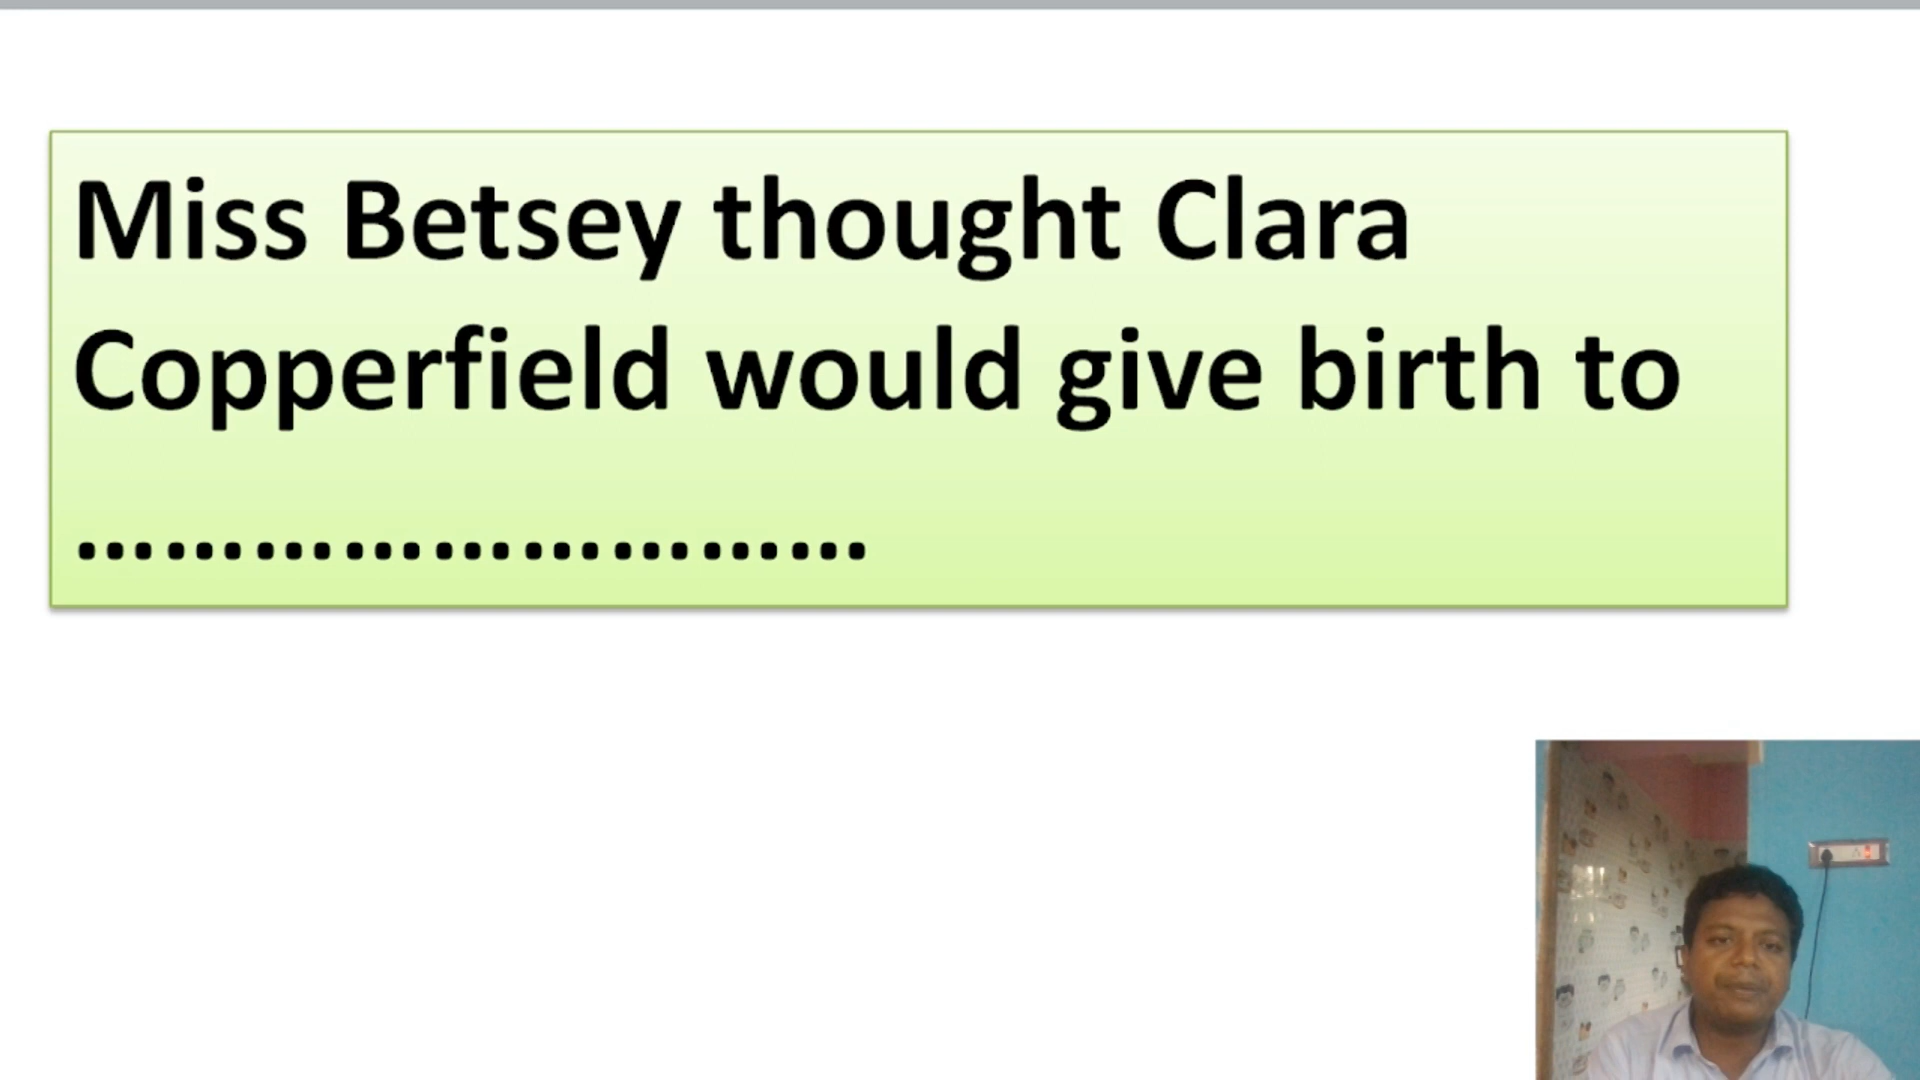 Miss Betsey thought Clara
Copperfield would give birth to
………………………..